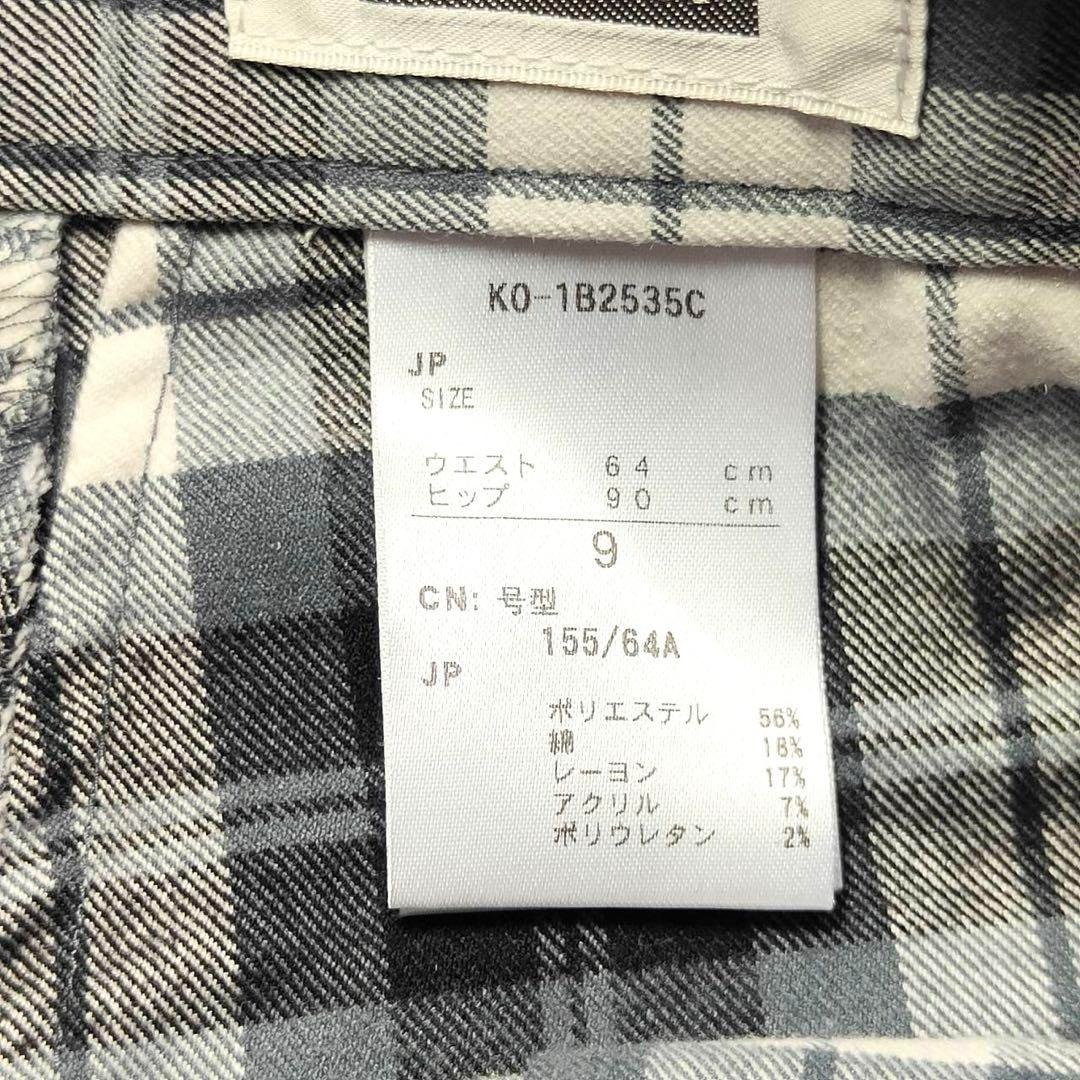 KO-1B2535C
JP
SIZE
ウエスト 64 cm
ヒップ 90 cm
9
CN: 号型
155/64A
JP
ポリエステル 56%
綿 18%
レーヨン 17%
アクリル 7%
ポリウレタン 2%